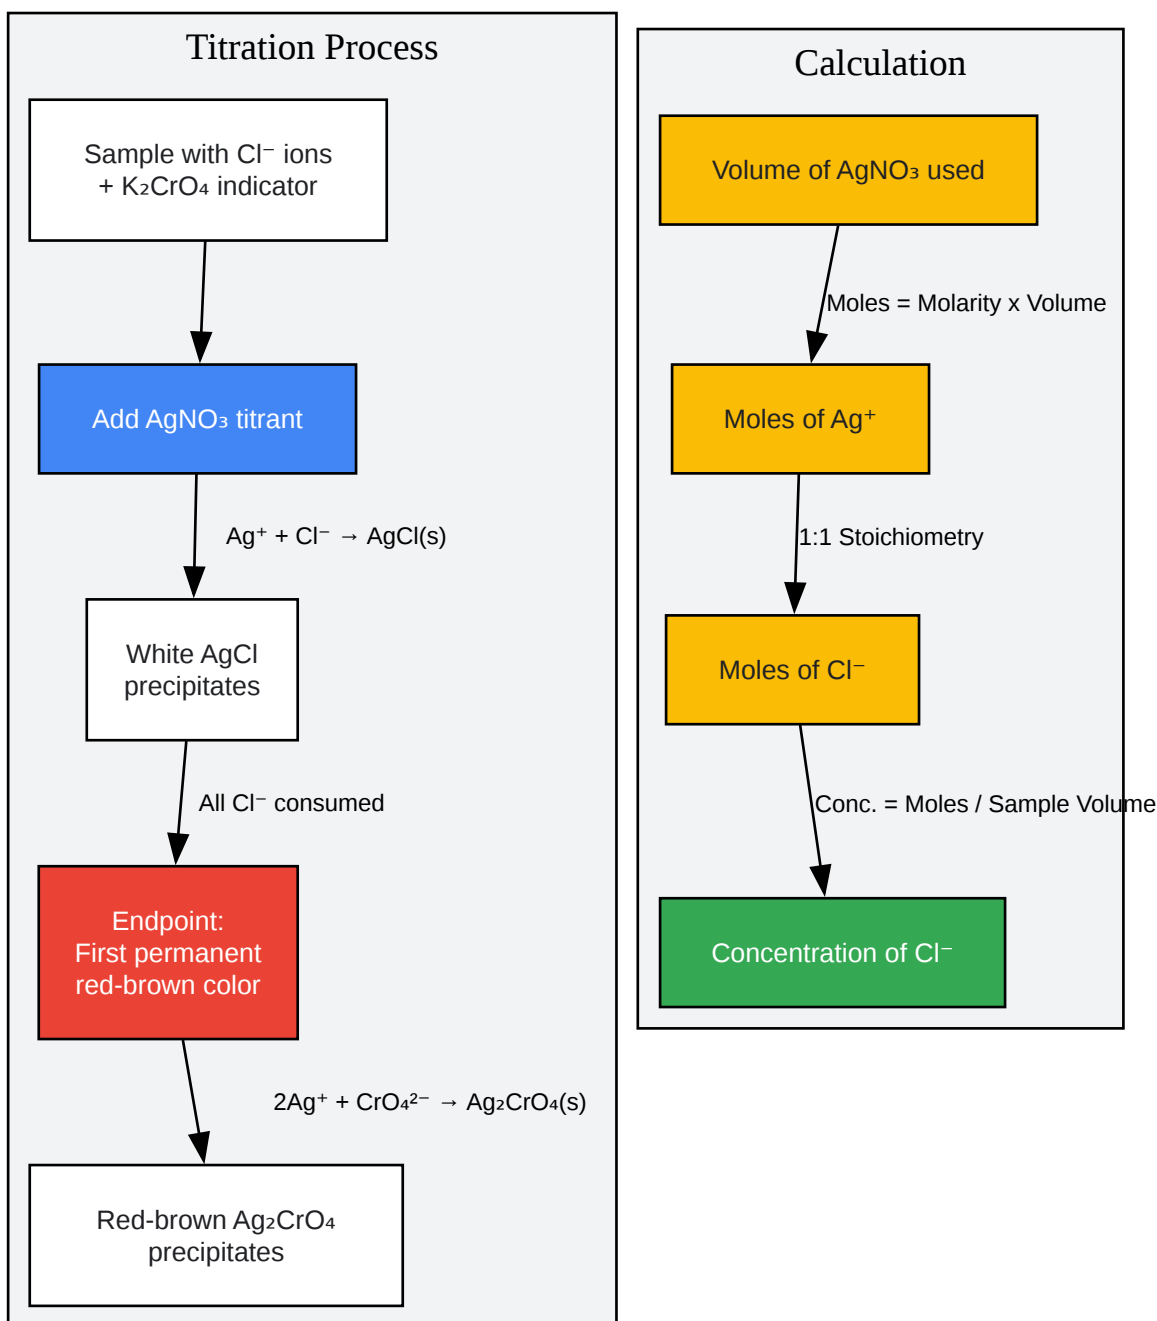 Titration Process
Sample with Cl⁻ ions
+ K₂CrO₄ indicator
Add AgNO₃ titrant
Ag⁺ + Cl⁻ → AgCl(s)
White AgCl
precipitates
All Cl⁻ consumed
Endpoint:
First permanent
red-brown color
2Ag⁺ + CrO₄²⁻ → Ag₂CrO₄(s)
Red-brown Ag₂CrO₄
precipitates
Calculation
Volume of AgNO₃ used
Moles = Molarity x Volume
Moles of Ag⁺
1:1 Stoichiometry
Moles of Cl⁻
Conc. = Moles / Sample Volume
Concentration of Cl⁻